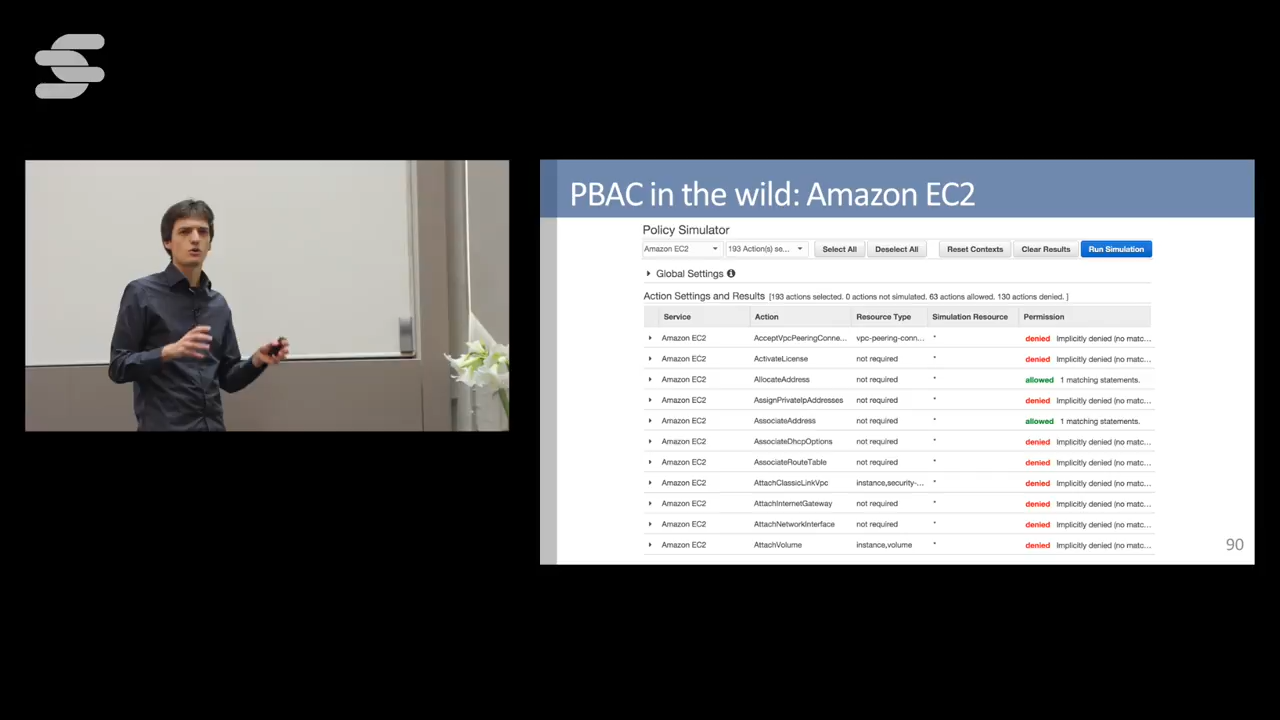 PBAC in the wild: Amazon EC2
Policy Simulator
Amazon EC2 193 Action(s) se... Select All Deselect All Reset Contexts Clear Results Run Simulation
Global Settings
Action Settings and Results [193 actions selected. 0 actions not simulated. 63 actions allowed. 130 actions denied. ]
Service Action Resource Type Simulation Resource Permission
Amazon EC2 AcceptVpcPeeringConne... vpc-peering-conn... * denied Implicitly denied (no matc...
Amazon EC2 ActivateLicense not required * denied Implicitly denied (no matc...
Amazon EC2 AllocateAddress not required * allowed 1 matching statements.
Amazon EC2 AssignPrivateIpAddresses not required * denied Implicitly denied (no matc...
Amazon EC2 AssociateAddress not required * allowed 1 matching statements.
Amazon EC2 AssociateDhcpOptions not required * denied Implicitly denied (no matc...
Amazon EC2 AssociateRouteTable not required * denied Implicitly denied (no matc...
Amazon EC2 AttachClassicLinkVpc instance,security-... * denied Implicitly denied (no matc...
Amazon EC2 AttachInternetGateway not required * denied Implicitly denied (no matc...
Amazon EC2 AttachNetworkInterface not required * denied Implicitly denied (no matc...
Amazon EC2 AttachVolume instance,volume * denied Implicitly denied (no matc...
90